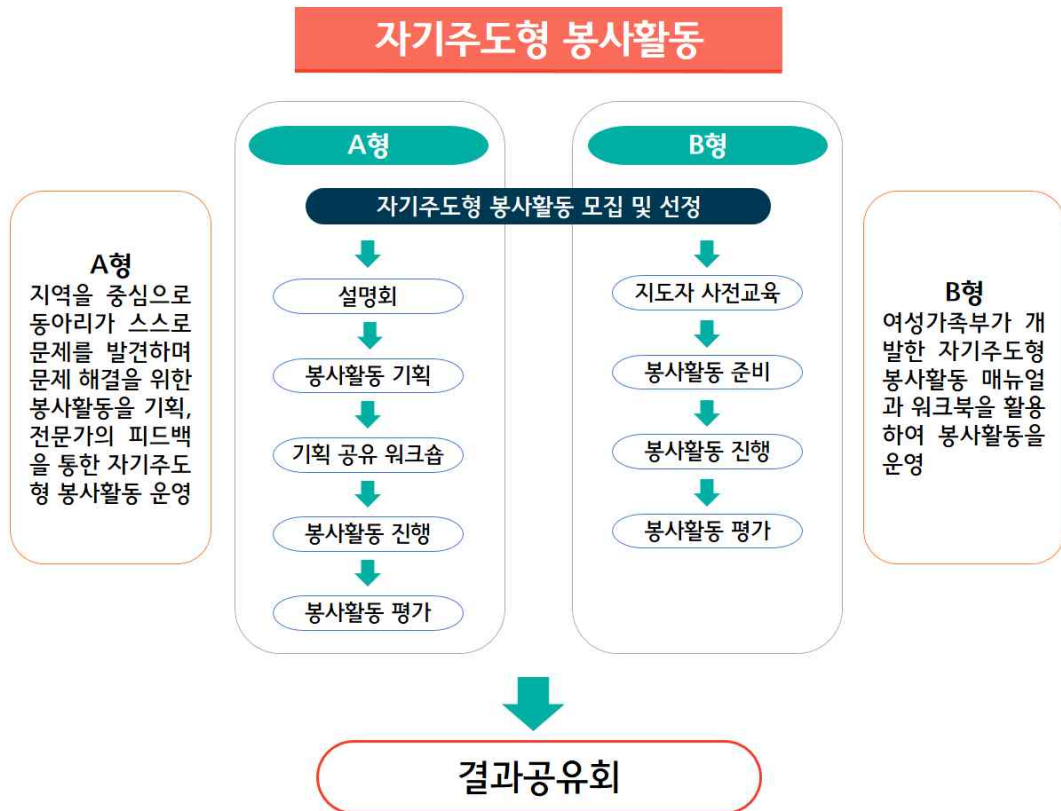 자기주도형 봉사활동
A형
B형
자기주도형 봉사활동 모집 및 선정
A형
지역을 중심으로
동아리가 스스로
문제를 발견하며
문제 해결을 위한
봉사활동을 기획,
전문가의 피드백
을 통한 자기주도
형 봉사활동 운영
설명회
봉사활동 기획
기획 공유 워크숍
봉사활동 진행
봉사활동 평가
지도자 사전교육
봉사활동 준비
봉사활동 진행
봉사활동 평가
B형
여성가족부가 개
발한 자기주도형
봉사활동 매뉴얼
과 워크북을 활용
하여 봉사활동을
운영
결과공유회